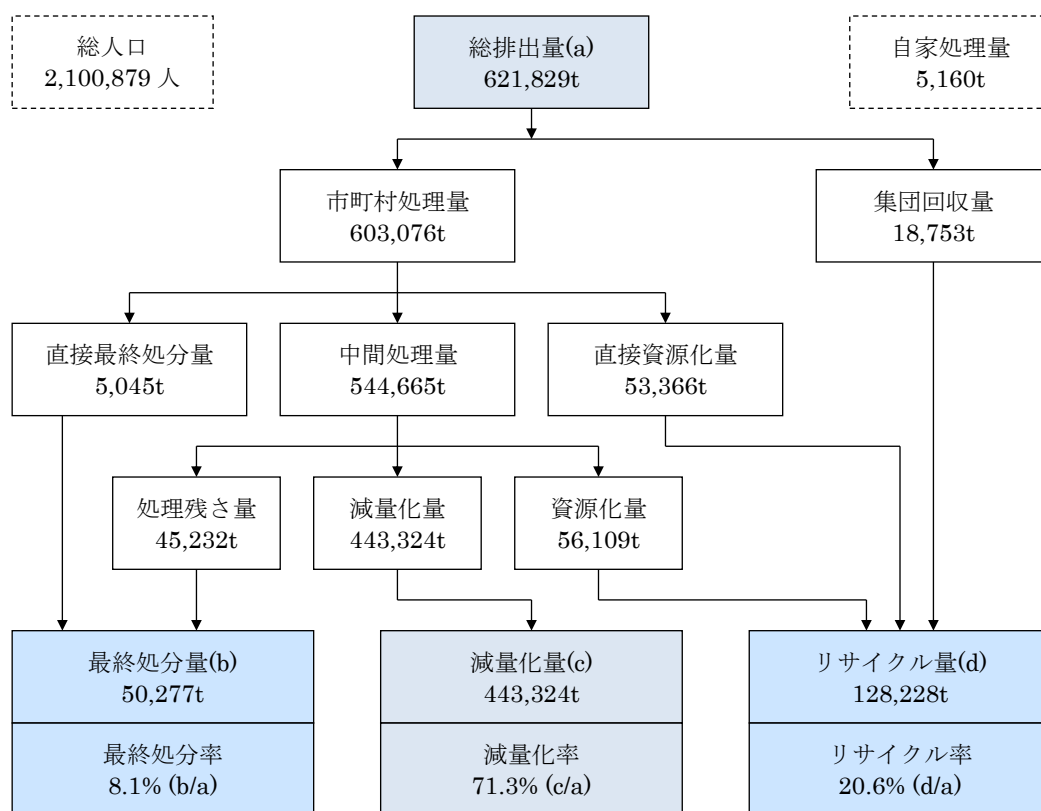 総人口
2,100,879 人
総排出量(a)
621,829t
自家処理量
5,160t
市町村処理量
603,076t
集団回収量
18,753t
直接最終処分量
5,045t
中間処理量
544,665t
直接資源化量
53,366t
処理残さ量
45,232t
減量化量
443,324t
資源化量
56,109t
最終処分量(b)
50,277t
減量化量(c)
443,324t
リサイクル量(d)
128,228t
最終処分率
8.1% (b/a)
減量化率
71.3% (c/a)
リサイクル率
20.6% (d/a)